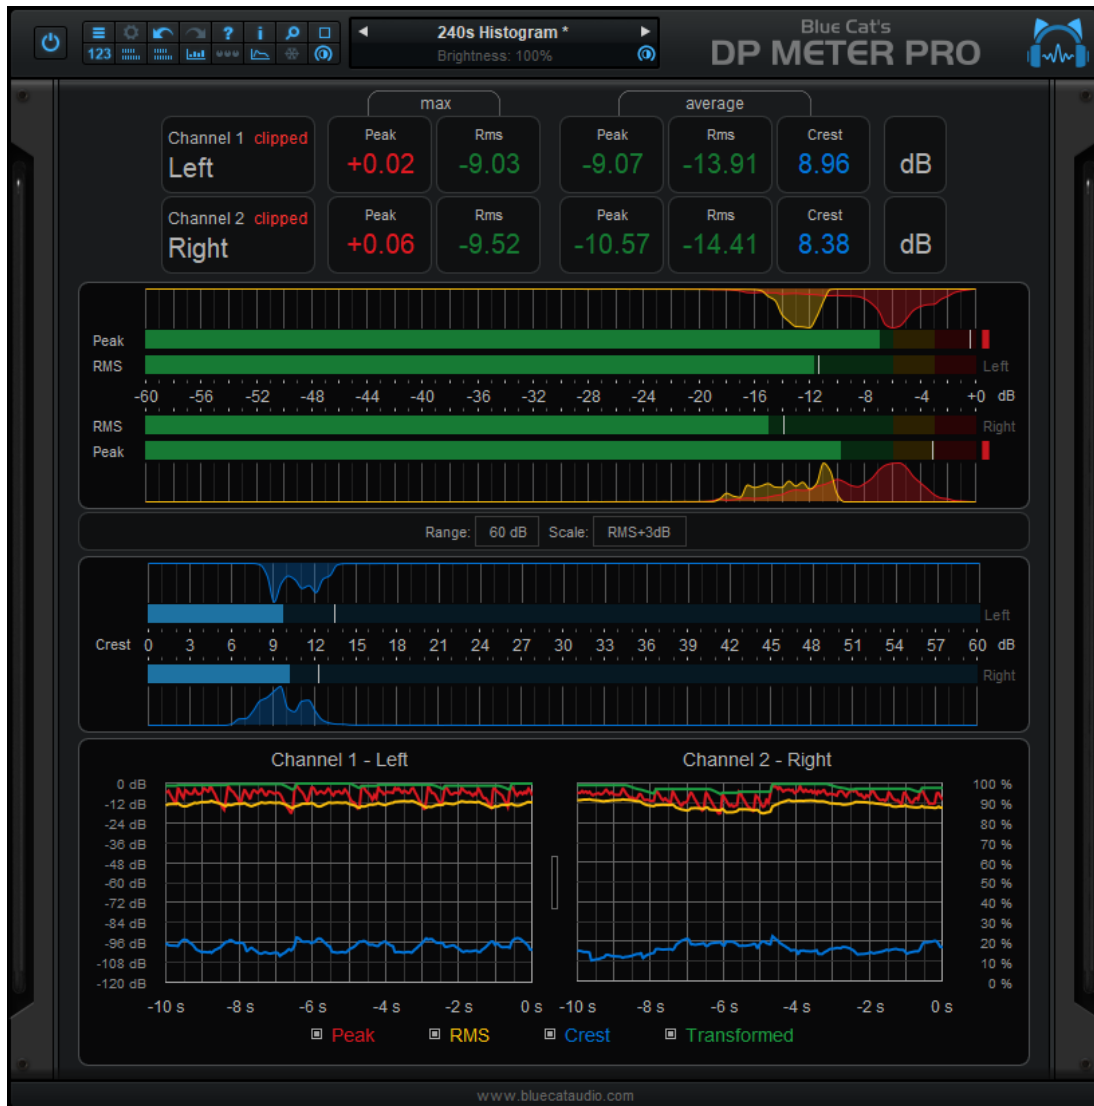 240s Histogram *
Brightness: 100%
Blue Cat's
DP METER PRO
? i
123
max average
Channel 1 clipped Peak Rms Peak Rms Crest
Left +0.02 -9.03 -9.07 -13.91 8.96 dB
Channel 2 clipped Peak Rms Peak Rms Crest
Right +0.06 -9.52 -10.57 -14.41 8.38 dB
Peak
RMS Left
-60 -56 -52 -48 -44 -40 -36 -32 -28 -24 -20 -16 -12 -8 -4 +0 dB
RMS Right
Peak
Range: 60 dB Scale: RMS+3dB
Left
Crest 0 3 6 9 12 15 18 21 24 27 30 33 36 39 42 45 48 51 54 57 60 dB
Right
Channel 1 - Left Channel 2 - Right
0 dB 100 %
-12 dB 90 %
-24 dB 80 %
-36 dB 70 %
-48 dB 60 %
-60 dB 50 %
-72 dB 40 %
-84 dB 30 %
-96 dB 20 %
-108 dB 10 %
-120 dB 0 %
-10 s -8 s -6 s -4 s -2 s 0 s -10 s -8 s -6 s -4 s -2 s 0 s
Peak RMS Crest Transformed
www.bluecataudio.com